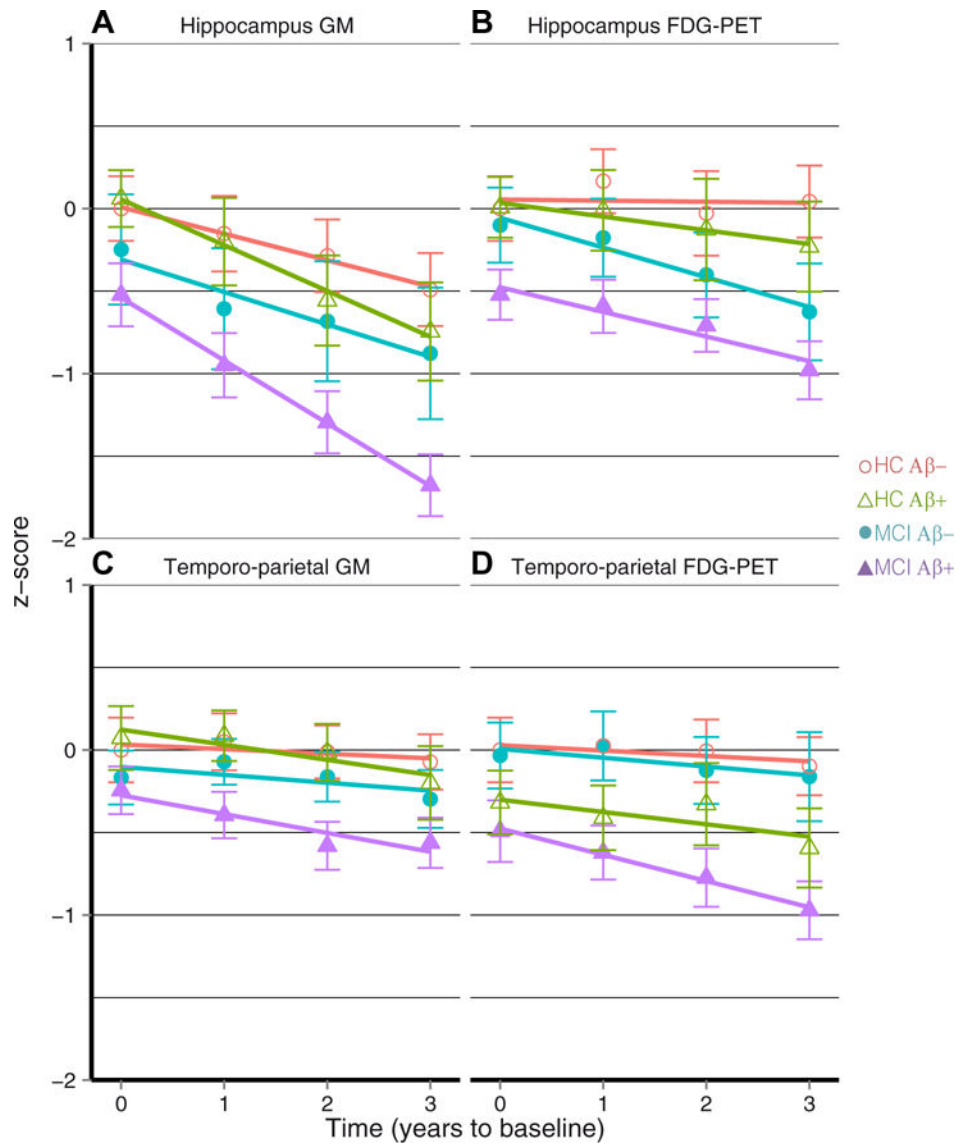 A Hippocampus GM
B Hippocampus FDG-PET
1
0
−1
−2
C Temporo-parietal GM
D Temporo-parietal FDG-PET
1
0
−1
−2
z−score
0 1 2 3
0 1 2 3
Time (years to baseline)
HC Aβ−
HC Aβ+
MCI Aβ−
MCI Aβ+